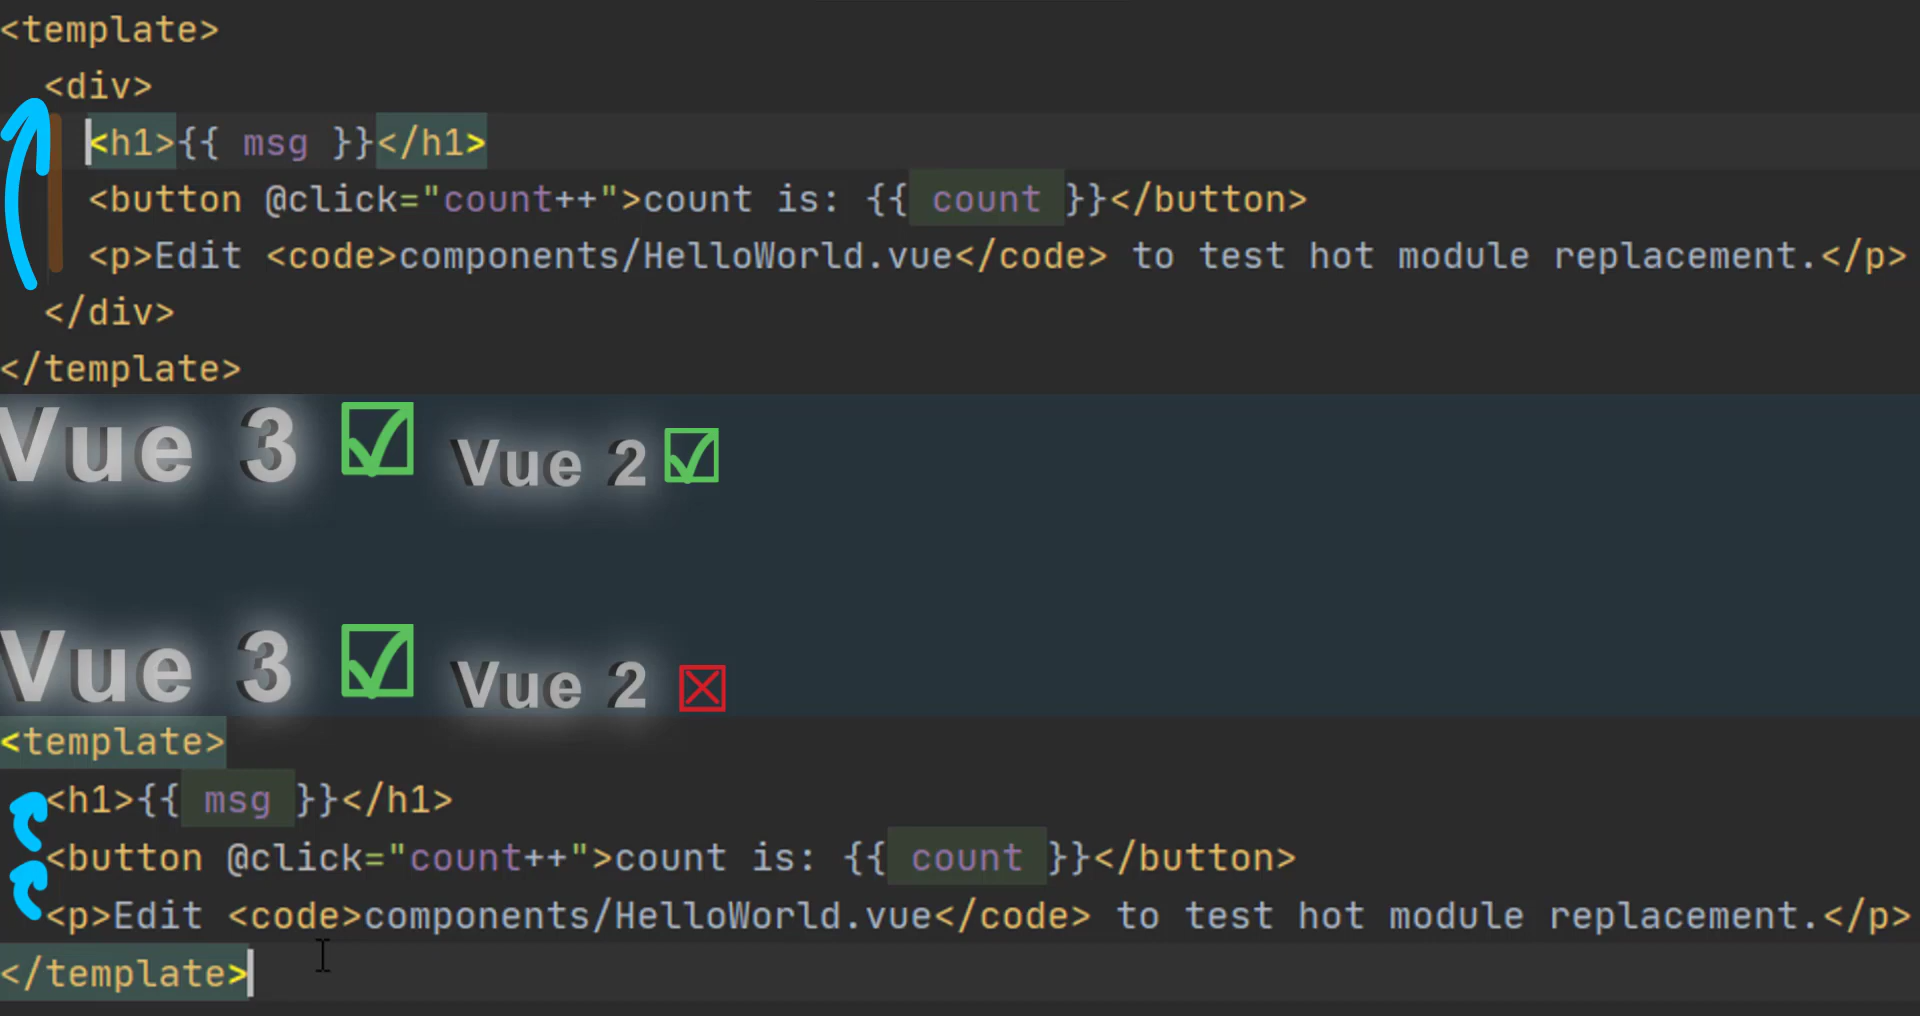 <template>
<div>
<h1>{{ msg }}</h1>
<button @click="count++">count is: {{ count }}</button>
<p>Edit <code>components/HelloWorld.vue</code> to test hot module replacement.</p>
</div>
</template>
Vue 3 ☑ Vue 2 ☑
Vue 3 ☑ Vue 2 ☒
<template>
<h1>{{ msg }}</h1>
<button @click="count++">count is: {{ count }}</button>
<p>Edit <code>components/HelloWorld.vue</code> to test hot module replacement.</p>
</template>